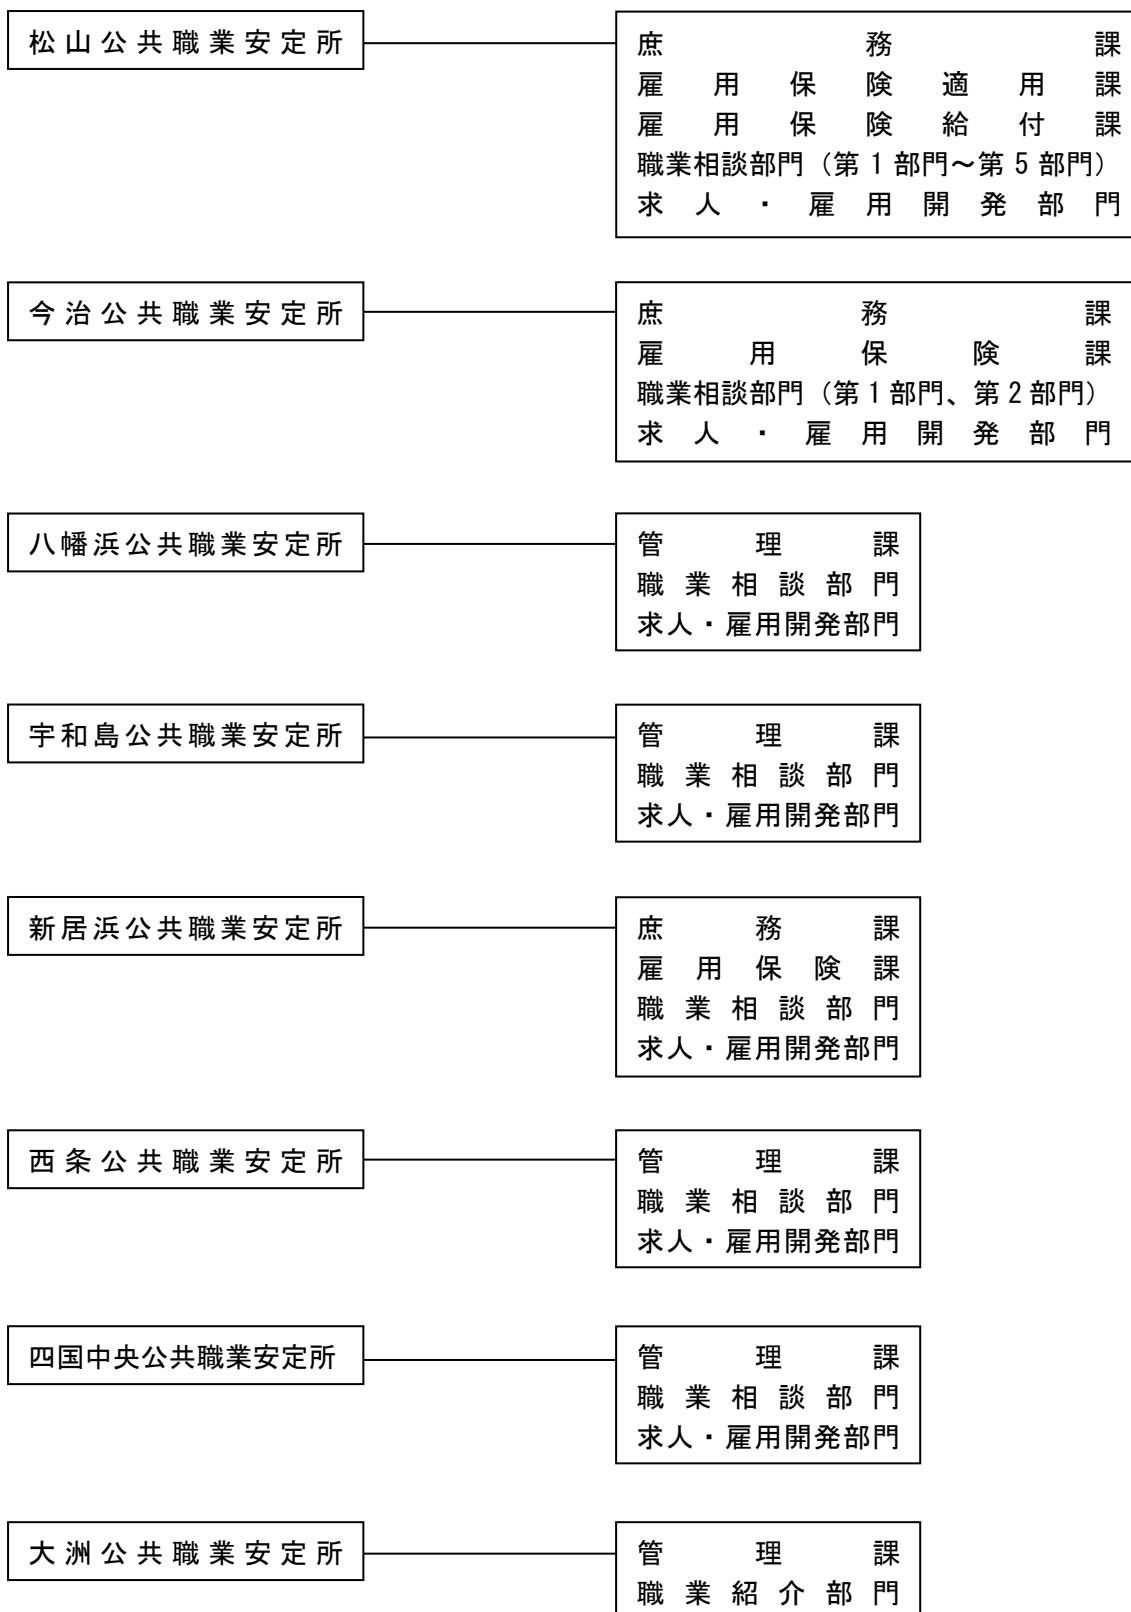 松山公共職業安定所
庶務課
雇用保険適用課
雇用保険給付課
職業相談部門（第1部門～第5部門）
求人・雇用開発部門
今治公共職業安定所
庶務課
雇用保険課
職業相談部門（第1部門、第2部門）
求人・雇用開発部門
八幡浜公共職業安定所
管理課
職業相談部門
求人・雇用開発部門
宇和島公共職業安定所
管理課
職業相談部門
求人・雇用開発部門
新居浜公共職業安定所
庶務課
雇用保険課
職業相談部門
求人・雇用開発部門
西条公共職業安定所
管理課
職業相談部門
求人・雇用開発部門
四国中央公共職業安定所
管理課
職業相談部門
求人・雇用開発部門
大洲公共職業安定所
管理課
職業紹介部門